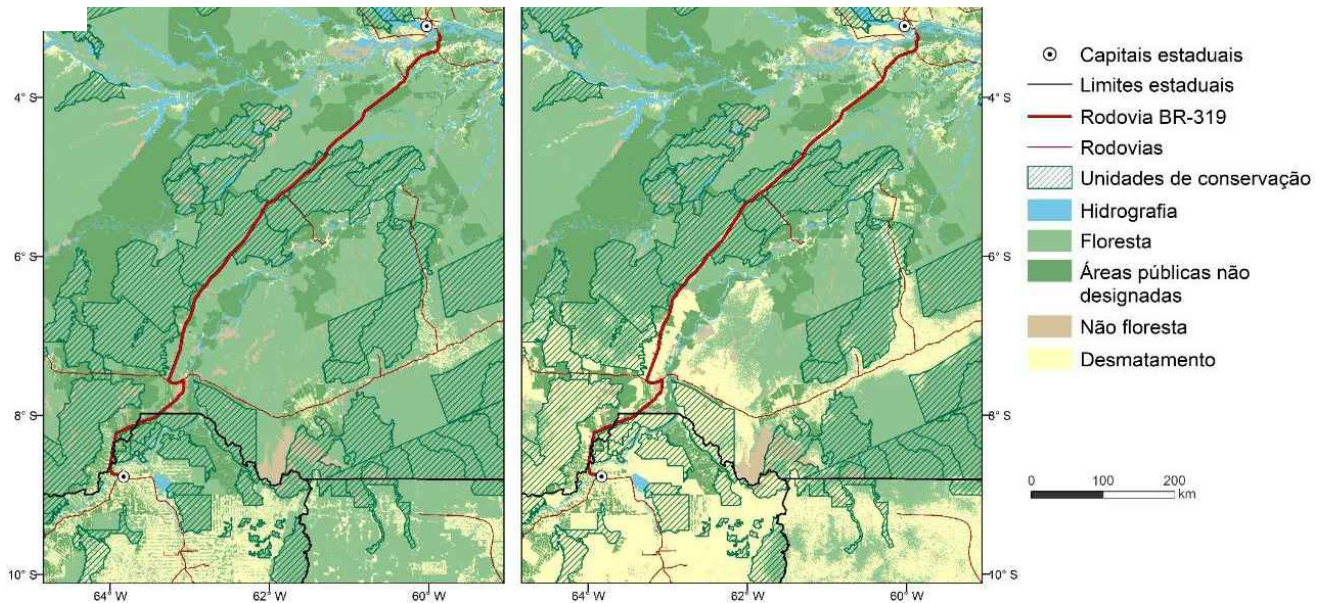 4° S
6° S
8° S
10° S
64° W
62° W
60° W
64° W
62° W
60° W
4° S
6° S
8° S
10° S
Capitais estaduais
Limites estaduais
Rodovia BR-319
Rodovias
Unidades de conservação
Hidrografia
Floresta
Áreas públicas não
designadas
Não floresta
Desmatamento
0 100 200
km